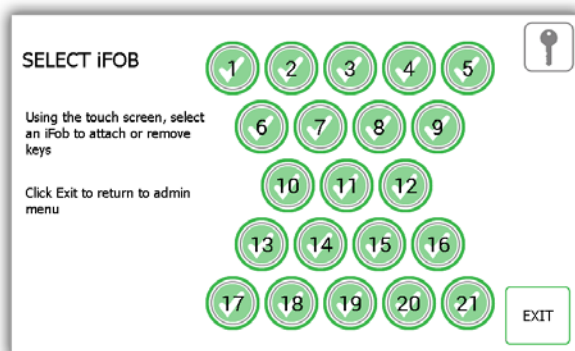 SELECT iFOB
Using the touch screen, select
an iFob to attach or remove
keys
Click Exit to return to admin
menu
1 2 3 4 5
6 7 8 9
10 11 12
13 14 15 16
17 18 19 20 21
EXIT